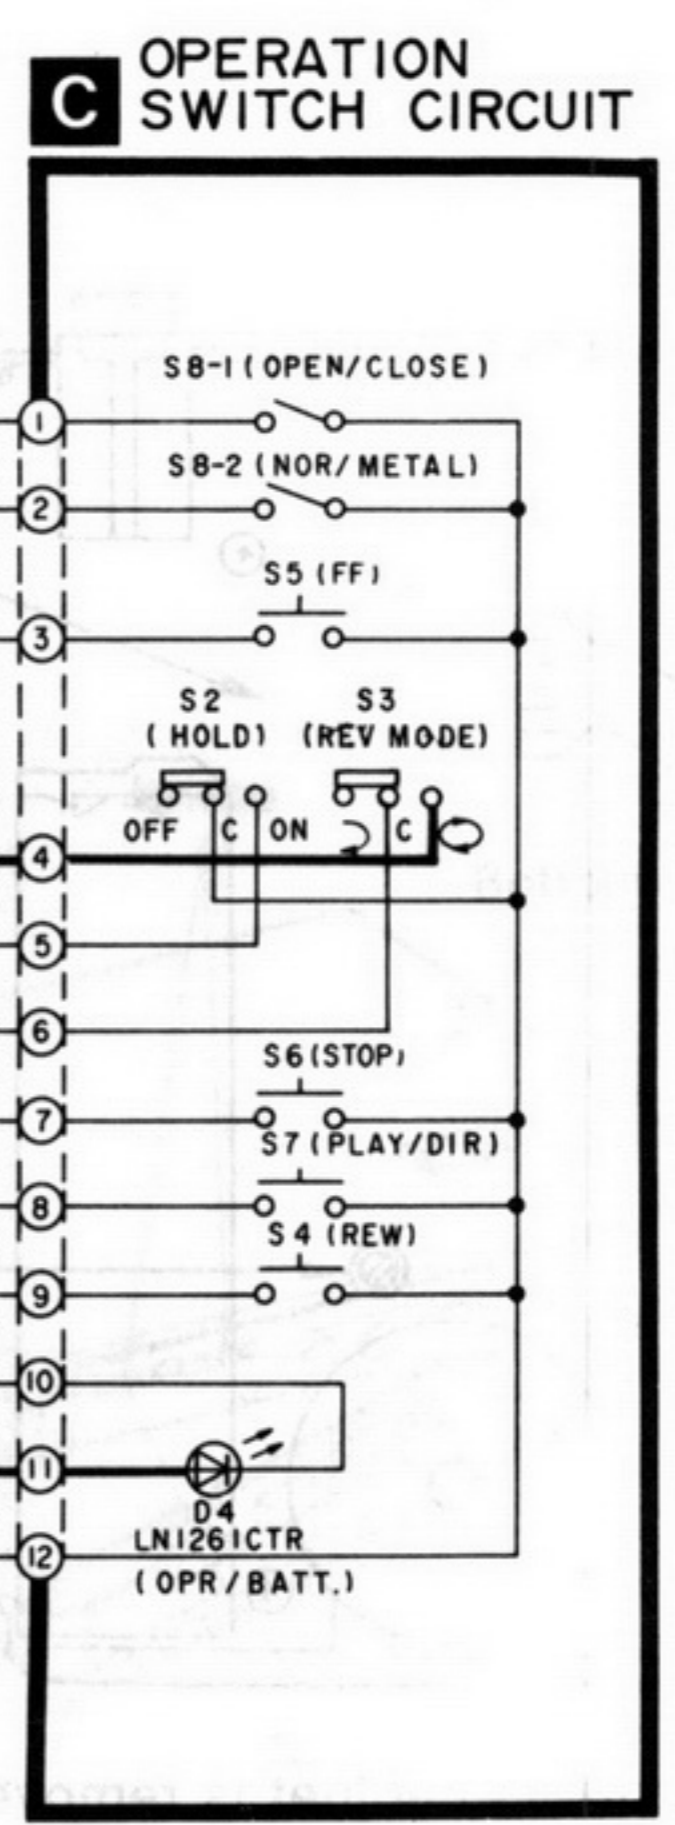 C OPERATION
SWITCH CIRCUIT
S8-1 (OPEN/CLOSE)
1
S8-2 (NOR/METAL)
2
S5 (FF)
3
S2 S3
(HOLD) (REV MODE)
OFF C ON C
4
5
6
S6 (STOP)
7
S7 (PLAY/DIR)
8
S4 (REW)
9
10
11
D4
LN1261CTR
12
(OPR/BATT.)